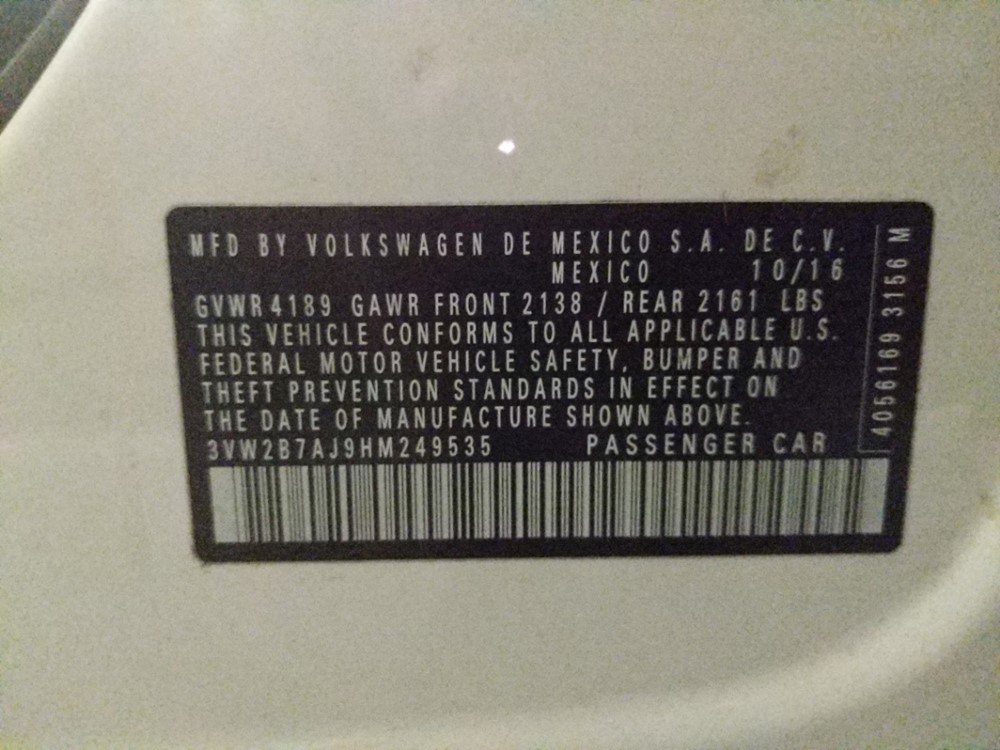 MFD BY VOLKSWAGEN DE MEXICO S.A. DE C.V.
MEXICO 10/16
GVWR 4189 GAWR FRONT 2138 / REAR 2161 LBS
THIS VEHICLE CONFORMS TO ALL APPLICABLE U.S.
FEDERAL MOTOR VEHICLE SAFETY, BUMPER AND
THEFT PREVENTION STANDARDS IN EFFECT ON
THE DATE OF MANUFACTURE SHOWN ABOVE.
3VW2B7AJ9HM249535 PASSENGER CAR
4056169 3156 M